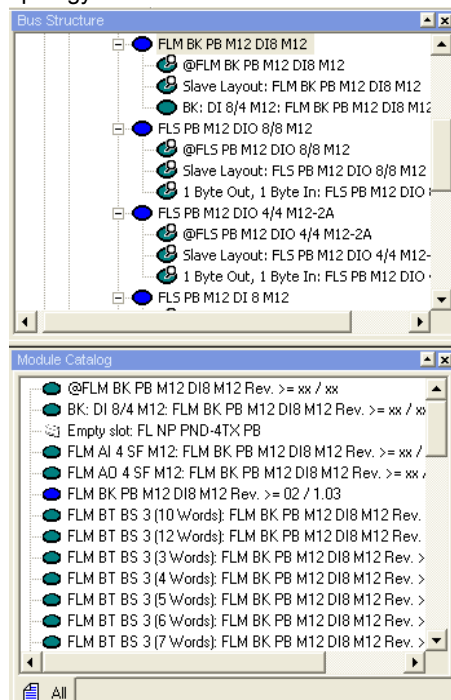 Bus Structure
FLM BK PB M12 DI8 M12
@FLM BK PB M12 DI8 M12
Slave Layout: FLM BK PB M12 DI8 M12
BK: DI 8/4 M12: FLM BK PB M12 DI8 M12
FLS PB M12 DIO 8/8 M12
@FLS PB M12 DIO 8/8 M12
Slave Layout: FLS PB M12 DIO 8/8 M12
1 Byte Out, 1 Byte In: FLS PB M12 DIO
FLS PB M12 DIO 4/4 M12-2A
@FLS PB M12 DIO 4/4 M12-2A
Slave Layout: FLS PB M12 DIO 4/4 M12-
1 Byte Out, 1 Byte In: FLS PB M12 DIO
FLS PB M12 DI 8 M12
Module Catalog
@FLM BK PB M12 DI8 M12 Rev. >= xx / xx
BK: DI 8/4 M12: FLM BK PB M12 DI8 M12 Rev. >= xx / xx
Empty slot: FL NP PND-4TX PB
FLM AI 4 SF M12: FLM BK PB M12 DI8 M12 Rev. >= xx /
FLM AO 4 SF M12: FLM BK PB M12 DI8 M12 Rev. >= xx /
FLM BK PB M12 DI8 M12 Rev. >= 02 / 1.03
FLM BT BS 3 (10 Words): FLM BK PB M12 DI8 M12 Rev.
FLM BT BS 3 (12 Words): FLM BK PB M12 DI8 M12 Rev.
FLM BT BS 3 (3 Words): FLM BK PB M12 DI8 M12 Rev. >
FLM BT BS 3 (4 Words): FLM BK PB M12 DI8 M12 Rev. >
FLM BT BS 3 (5 Words): FLM BK PB M12 DI8 M12 Rev. >
FLM BT BS 3 (6 Words): FLM BK PB M12 DI8 M12 Rev. >
FLM BT BS 3 (7 Words): FLM BK PB M12 DI8 M12 Rev. >
All